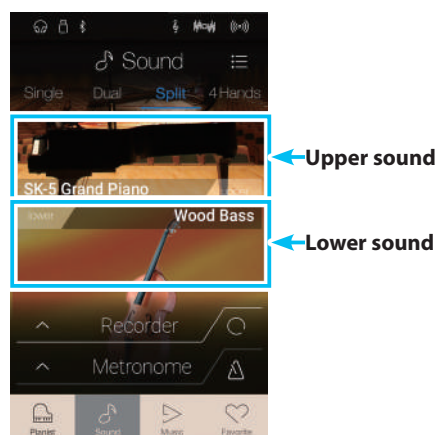 Sound
Single Dual Split 4 Hands
Upper sound
SK-5 Grand Piano
LOWER Wood Bass
Lower sound
Recorder
Metronome
Pianist Sound Music Favorite